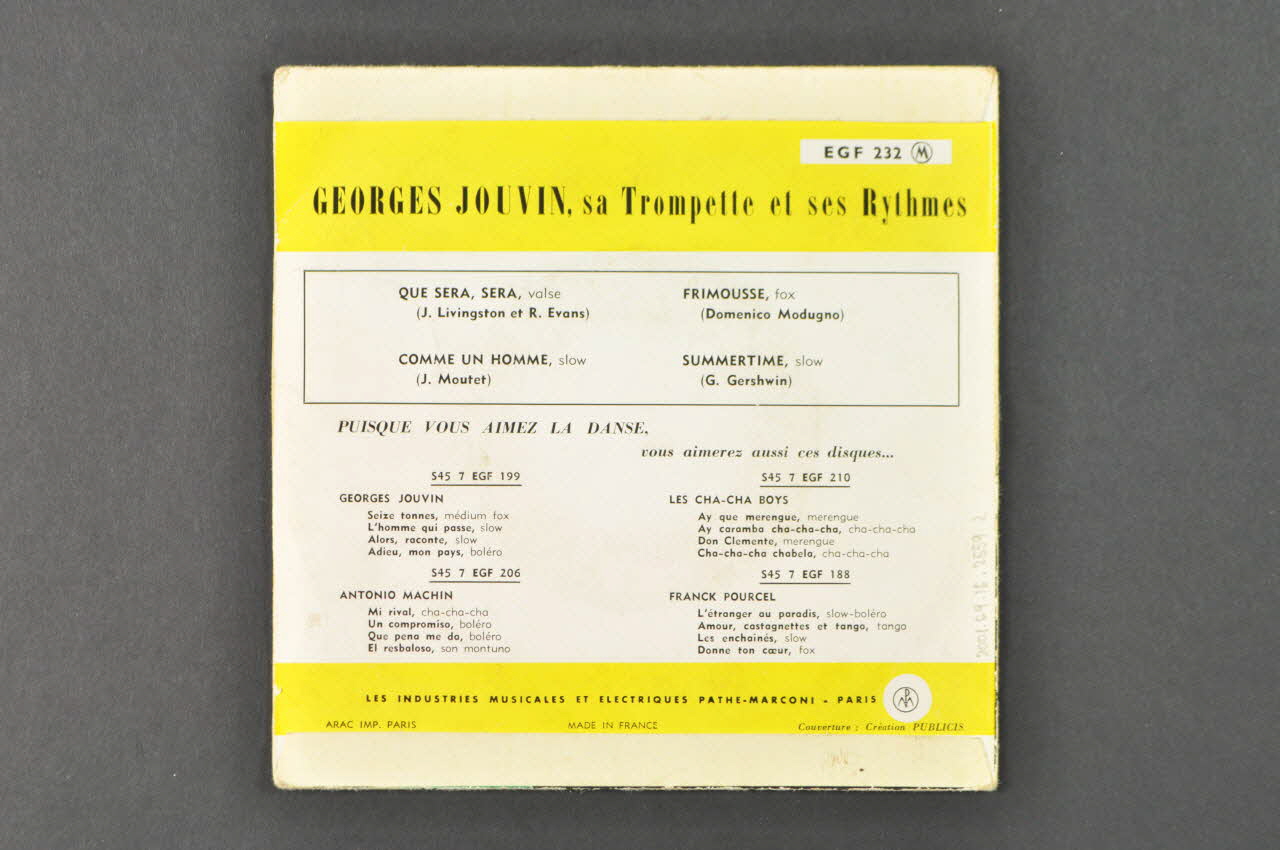 EGF 232 M
GEORGES JOUVIN, sa Trompette et ses Rythmes
QUE SERA, SERA, valse
(J. Livingston et R. Evans)
COMME UN HOMME, slow
(J. Moutet)
FRIMOUSSE, fox
(Domenico Modugno)
SUMMERTIME, slow
(G. Gershwin)
PUISQUE VOUS AIMEZ LA DANSE,
vous aimerez aussi ces disques...
S45 7 EGF 199
GEORGES JOUVIN
Seize tonnes, médium fox
L'homme qui passe, slow
Alors, raconte, slow
Adieu, mon pays, boléro
S45 7 EGF 206
ANTONIO MACHIN
Mi rival, cha-cha-cha
Un compromiso, boléro
Que pena me da, boléro
El resbaloso, son montuno
S45 7 EGF 210
LES CHA-CHA BOYS
Ay que merengue, merengue
Ay caramba cha-cha-cha, cha-cha-cha
Don Clemente, merengue
Cha-cha-cha chabela, cha-cha-cha
S45 7 EGF 188
FRANCK POURCEL
L'étranger au paradis, slow-boléro
Amour, castagnettes et tango, tango
Les enchaînés, slow
Donne ton cœur, fox
LES INDUSTRIES MUSICALES ET ELECTRIQUES PATHE-MARCONI - PARIS
ARAC IMP. PARIS
MADE IN FRANCE
Couverture : Création PUBLICIS